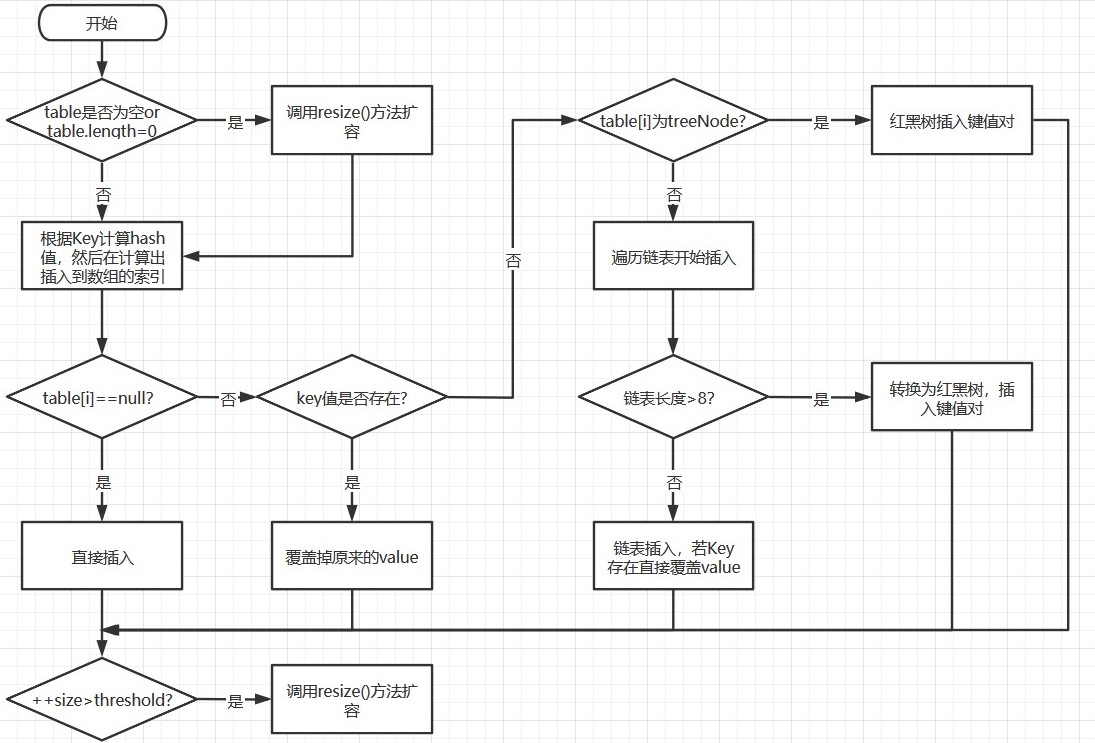 开始
table是否为空or
table.length=0
是
调用resize()方法扩
容
否
根据Key计算hash
值，然后在计算出
插入到数组的索引
table[i]==null?
否
key值是否存在?
否
是
直接插入
是
覆盖掉原来的value
table[i]为treeNode?
是
红黑树插入键值对
否
遍历链表开始插入
链表长度>8?
是
转换为红黑树，插
入键值对
否
链表插入，若Key
存在直接覆盖value
++size>threshold?
是
调用resize()方法扩
容